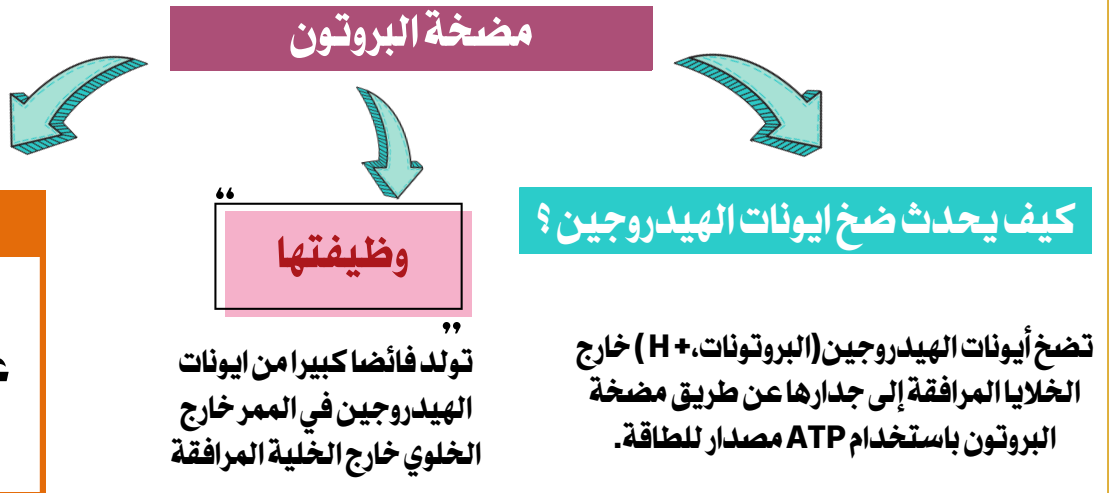 مضخة البروتون
كيف يحدث ضخ ايونات الهيدروجين ؟
تضخ أيونات الهيدروجين(البروتونات،+H ) خارج
الخلايا المرافقة إلى جدارها عن طريق مضخة
البروتون باستخدام ATP مصدار للطاقة.
"
وظيفتها
"
تولد فائضا كبيرا من ايونات
الهيدروجين في الممر خارج
الخلوي خارج الخلية المرافقة